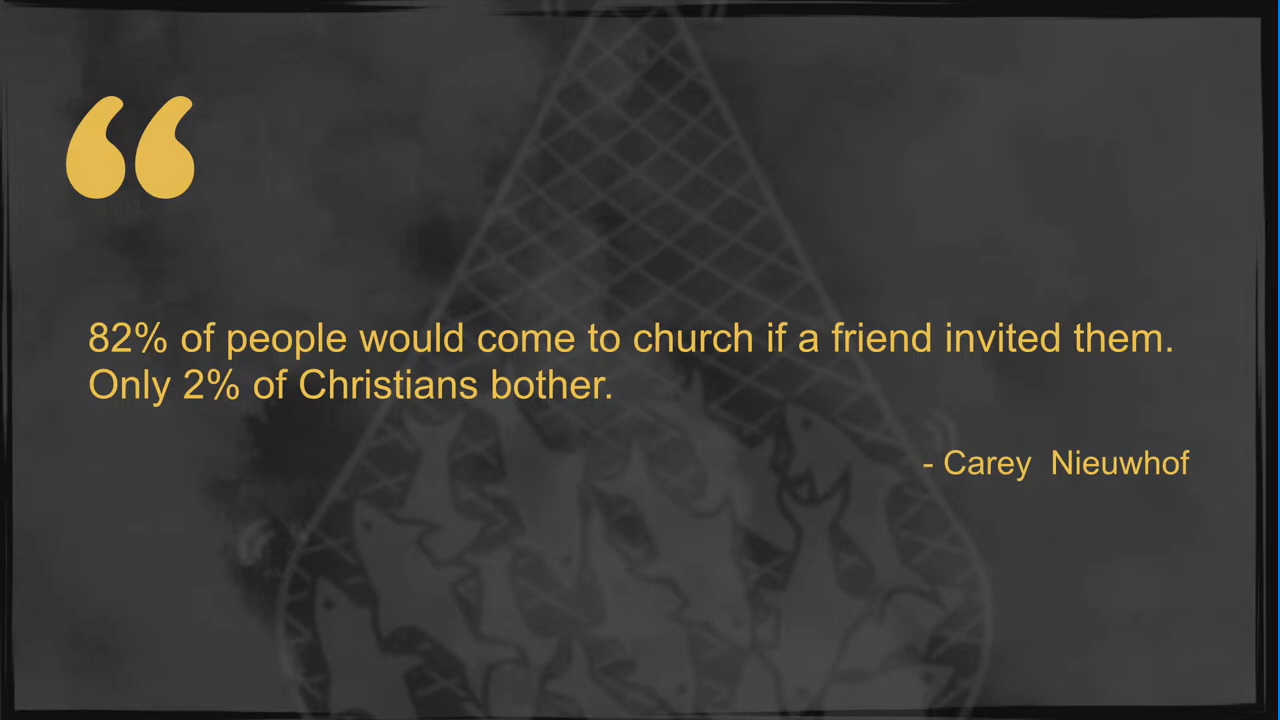 “
82% of people would come to church if a friend invited them.
Only 2% of Christians bother.
- Carey  Nieuwhof